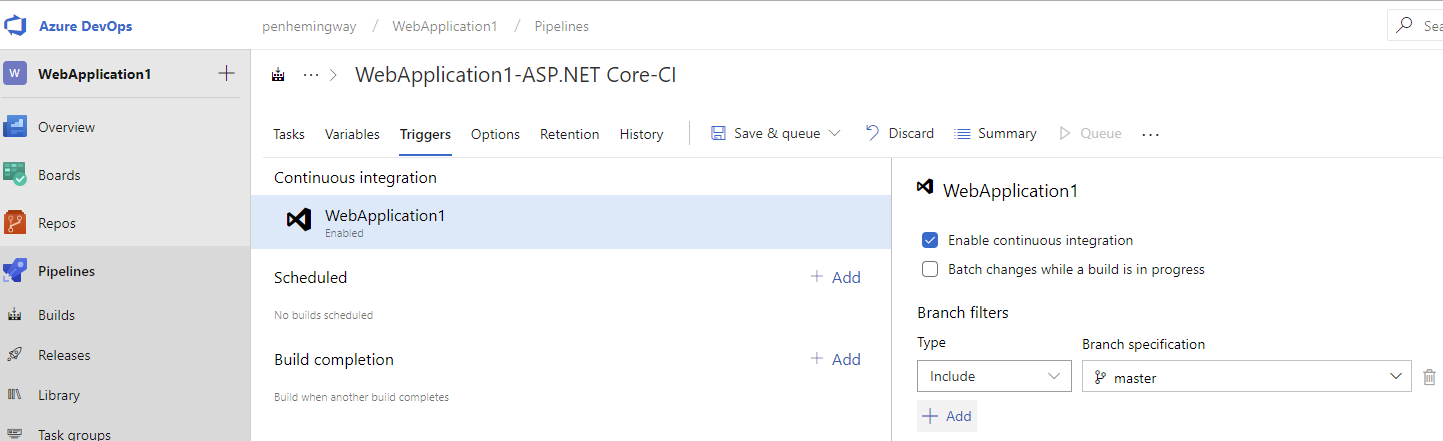 Azure DevOps
penhemingway / WebApplication1 / Pipelines
Sea
W WebApplication1
WebApplication1-ASP.NET Core-CI
Overview
Boards
Repos
Pipelines
Builds
Releases
Library
Task groups
Tasks Variables Triggers Options Retention History Save & queue Discard Summary Queue
Continuous integration
WebApplication1
Enabled
Scheduled
Add
No builds scheduled
Build completion
Add
Build when another build completes
WebApplication1
Enable continuous integration
Batch changes while a build is in progress
Branch filters
Type Branch specification
Include master
Add